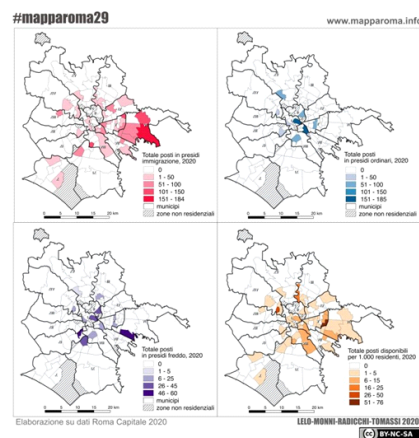 #mapparoma29
www.mapparoma.info
Totale posti in presidi
immigrazione, 2020
0
1 - 50
51 - 100
101 - 150
151 - 184
municipi
zone non residenziali
Totale posti
in presidi ordinari, 2020
0
1 - 50
51 - 100
101 - 150
151 - 185
municipi
zone non residenziali
Totale posti
in presidi freddo, 2020
0
1 - 5
6 - 25
26 - 45
46 - 60
municipi
zone non residenziali
Totale posti disponibili
per 1.000 residenti, 2020
0
1 - 5
6 - 15
16 - 25
26 - 50
51 - 76
municipi
zone non residenziali
Elaborazione su dati Roma Capitale 2020
LELO-MONNI-RADICCHI-TOMASSI 2020
CC BY-NC-SA